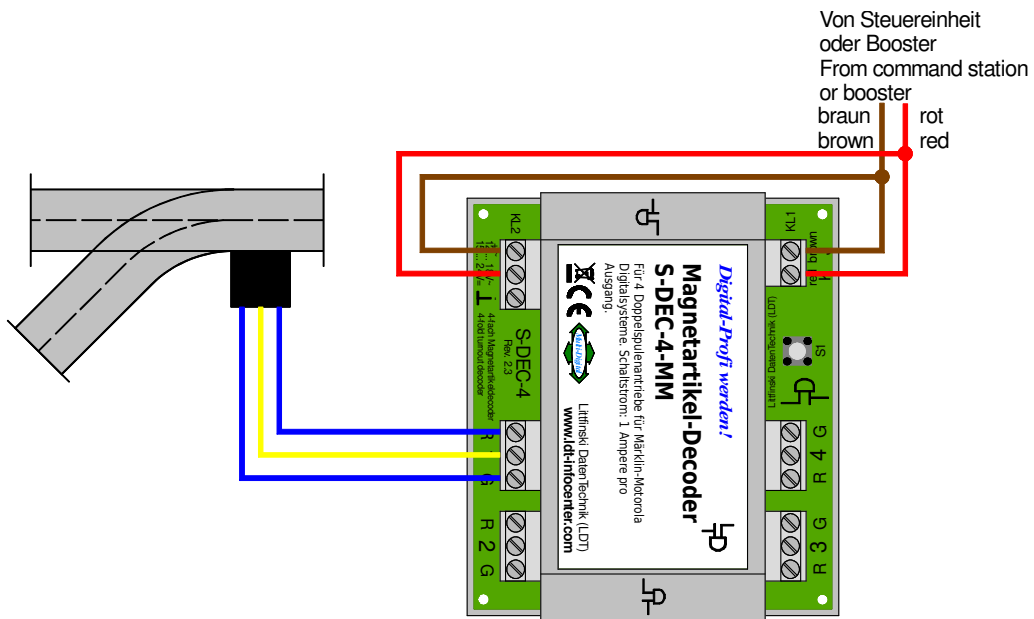 Von Steuereinheit
oder Booster
From command station
or booster
braun rot
brown red
KL2
KL1
S1
S-DEC-4
Rev. 2.3
4-fach Magnetartikeldecoder
4-fold turnout decoder
Digital-Profi werden!
Magnetartikel-Decoder
S-DEC-4-MM
Für 4 Doppelspulenantriebe für Märklin-Motorola
Digitalsysteme. Schaltstrom: 1 Ampere pro
Ausgang.
CE
Multi-Digital
Littfinski DatenTechnik (LDT)
www.ldt-infocenter.com
Littfinski DatenTechnik (LDT)
red brown
R
G
R 2 G
R 4 G
R 3 G